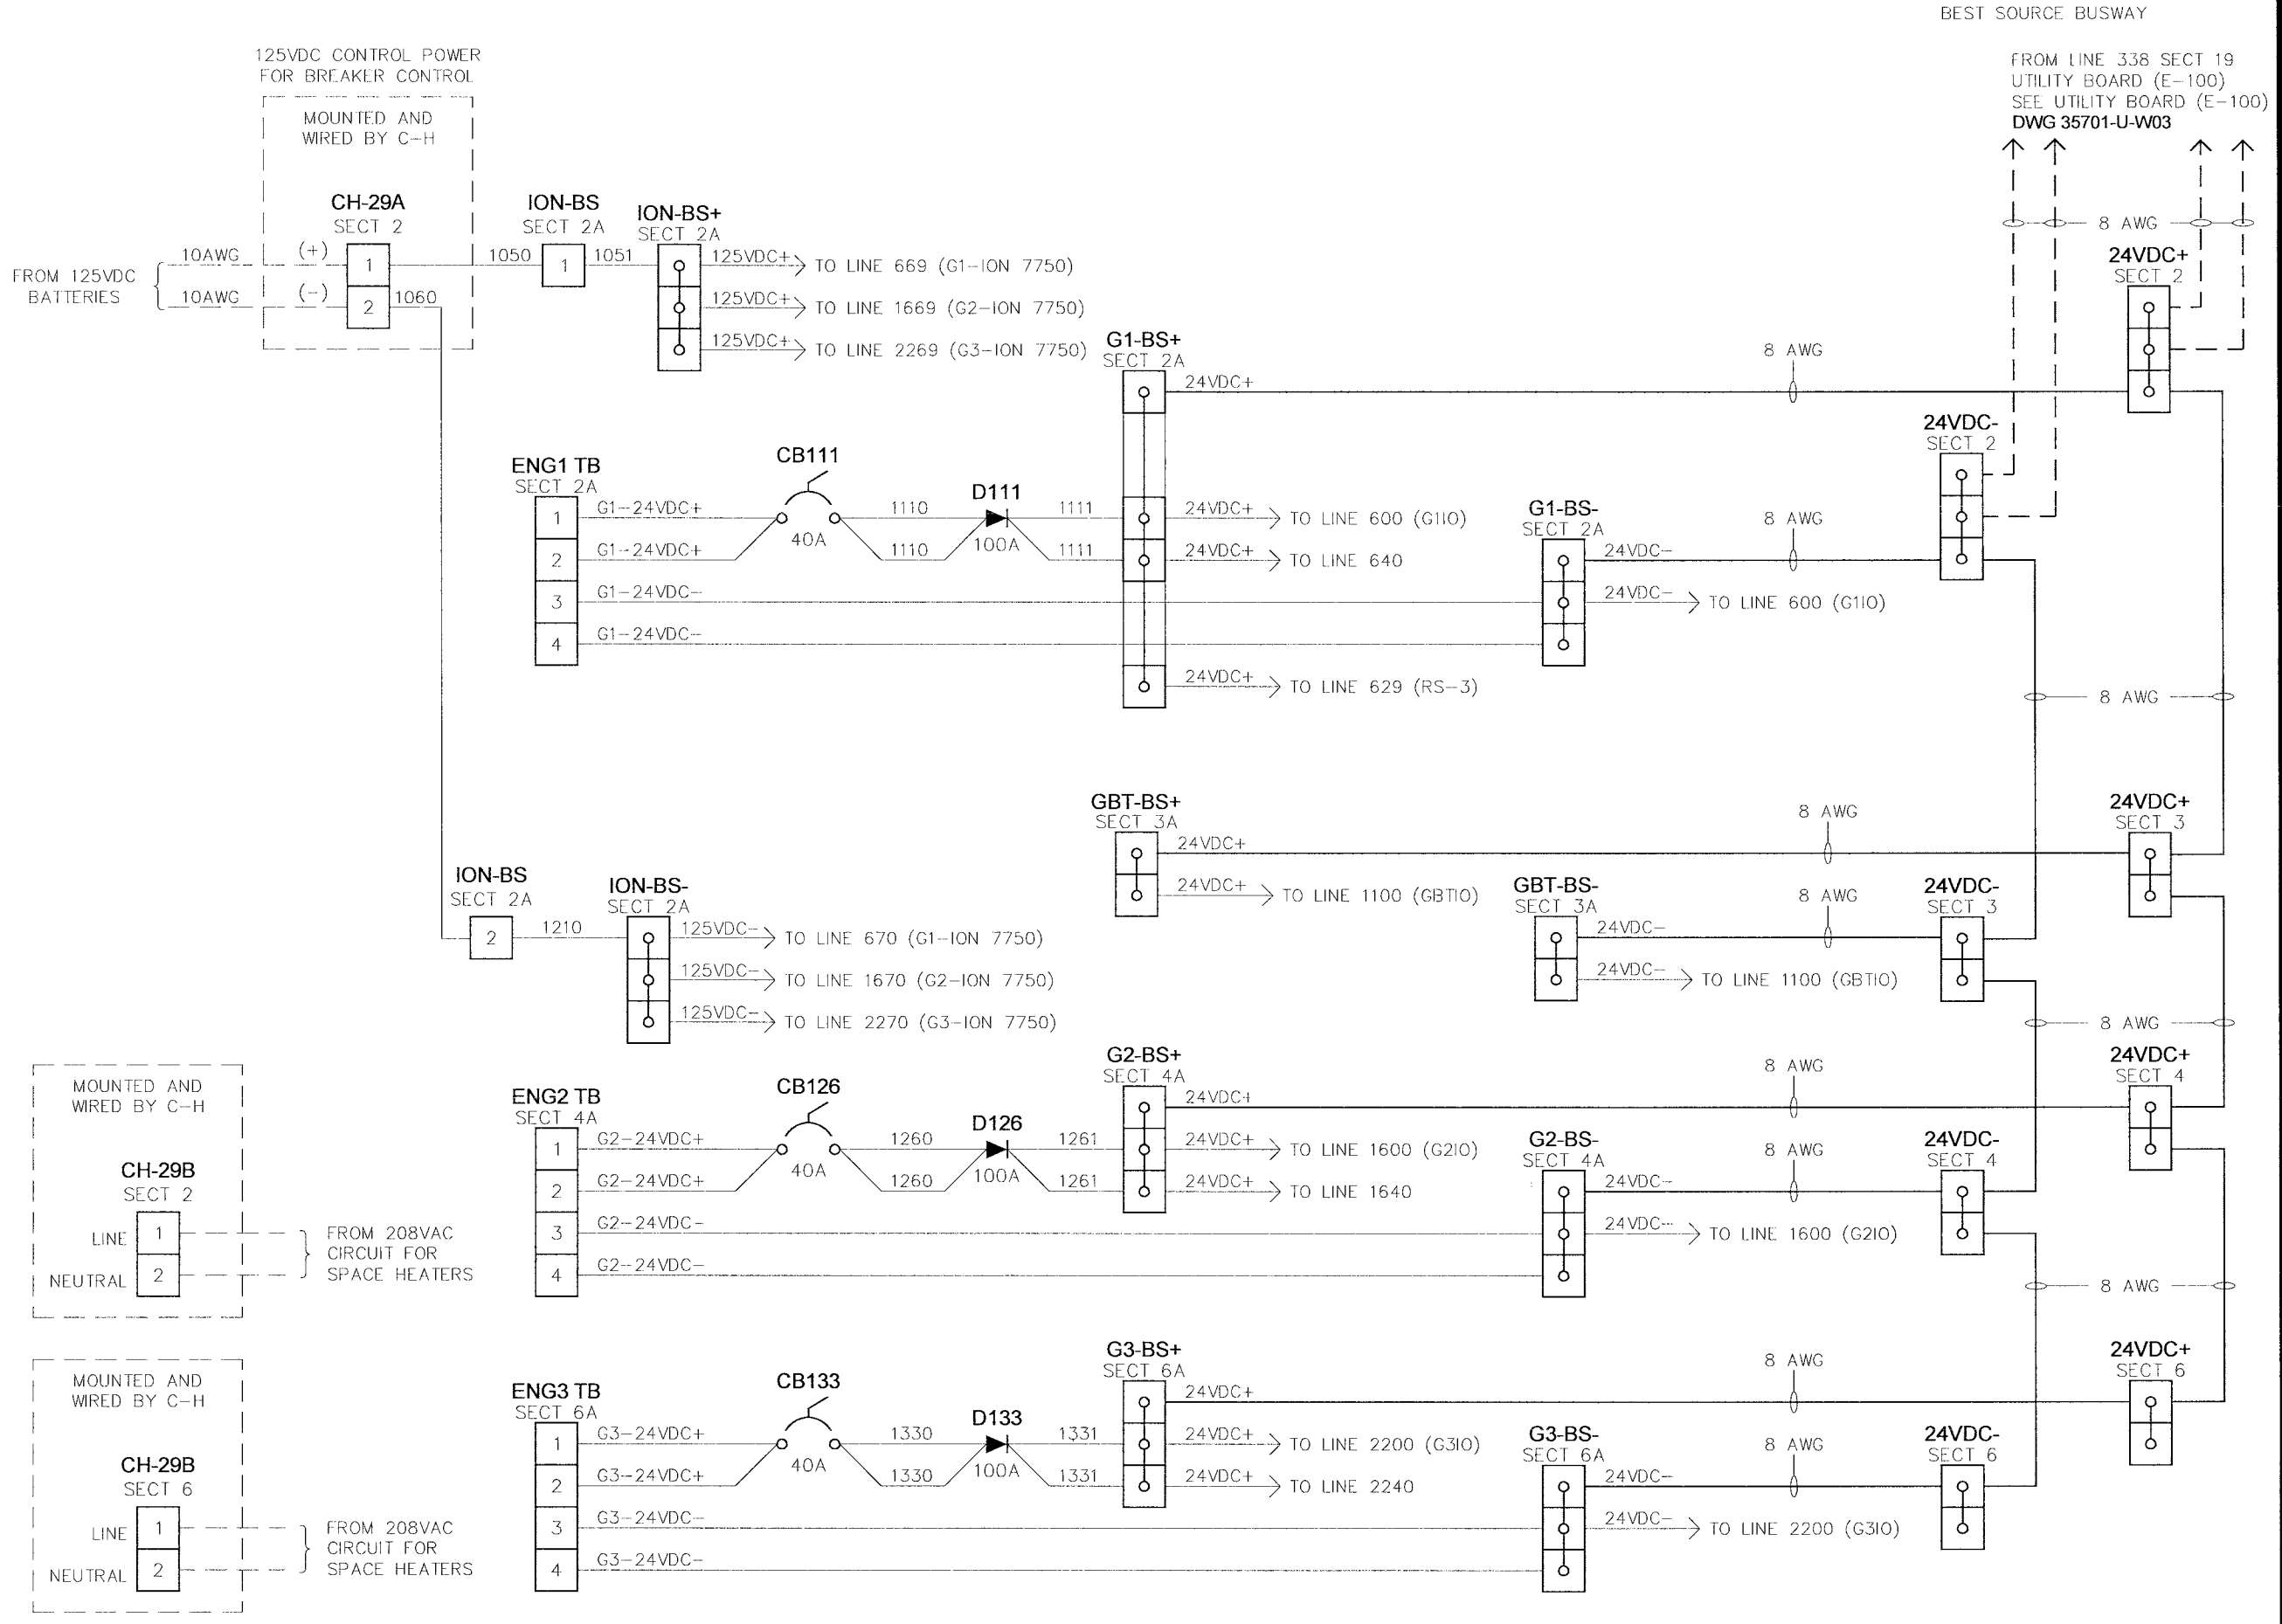 BEST SOURCE BUSWAY
FROM LINE 338 SECT 19
UTILITY BOARD (E-100)
SEE UTILITY BOARD (E-100)
DWG 35701-U-W03
125VDC CONTROL POWER
FOR BREAKER CONTROL
MOUNTED AND
WIRED BY C-H
CH-29A
SECT 2
ION-BS
SECT 2A
ION-BS+
SECT 2A
8 AWG
24VDC+
SECT 2
FROM 125VDC
BATTERIES
10AWG
(+)
1
1050
1
1051
125VDC+
TO LINE 669 (G1-ION 7750)
10AWG
(-)
2
1060
125VDC+
TO LINE 1669 (G2-ION 7750)
125VDC+
TO LINE 2269 (G3-ION 7750)
G1-BS+
SECT 2A
24VDC+
8 AWG
24VDC-
SECT 2
ENG1 TB
SECT 2A
CB111
40A
D111
100A
1
G1-24VDC+
1110
1111
24VDC+
TO LINE 600 (G1IO)
2
G1-24VDC+
1110
1111
24VDC+
TO LINE 640
G1-BS-
SECT 2A
24VDC-
8 AWG
3
G1-24VDC-
24VDC-
TO LINE 600 (G1IO)
4
G1-24VDC-
24VDC+
TO LINE 629 (RS-3)
8 AWG
GBT-BS+
SECT 3A
24VDC+
8 AWG
24VDC+
SECT 3
24VDC+
TO LINE 1100 (GBTIO)
GBT-BS-
SECT 3A
24VDC-
8 AWG
24VDC-
SECT 3
24VDC-
TO LINE 1100 (GBTIO)
ION-BS
SECT 2A
2
1210
ION-BS-
SECT 2A
125VDC-
TO LINE 670 (G1-ION 7750)
125VDC-
TO LINE 1670 (G2-ION 7750)
125VDC-
TO LINE 2270 (G3-ION 7750)
8 AWG
MOUNTED AND
WIRED BY C-H
CH-29B
SECT 2
LINE
1
NEUTRAL
2
FROM 208VAC
CIRCUIT FOR
SPACE HEATERS
ENG2 TB
SECT 4A
CB126
40A
D126
100A
G2-BS+
SECT 4A
24VDC+
8 AWG
24VDC+
SECT 4
1
G2-24VDC+
1260
1261
24VDC+
TO LINE 1600 (G2IO)
2
G2-24VDC+
1260
1261
24VDC+
TO LINE 1640
G2-BS-
SECT 4A
24VDC-
8 AWG
24VDC-
SECT 4
3
G2-24VDC-
24VDC-
TO LINE 1600 (G2IO)
4
G2-24VDC-
8 AWG
MOUNTED AND
WIRED BY C-H
CH-29B
SECT 6
LINE
1
NEUTRAL
2
FROM 208VAC
CIRCUIT FOR
SPACE HEATERS
ENG3 TB
SECT 6A
CB133
40A
D133
100A
G3-BS+
SECT 6A
24VDC+
8 AWG
24VDC+
SECT 6
1
G3-24VDC+
1330
1331
24VDC+
TO LINE 2200 (G3IO)
2
G3-24VDC+
1330
1331
24VDC+
TO LINE 2240
G3-BS-
SECT 6A
24VDC-
8 AWG
24VDC-
SECT 6
3
G3-24VDC-
24VDC-
TO LINE 2200 (G3IO)
4
G3-24VDC-